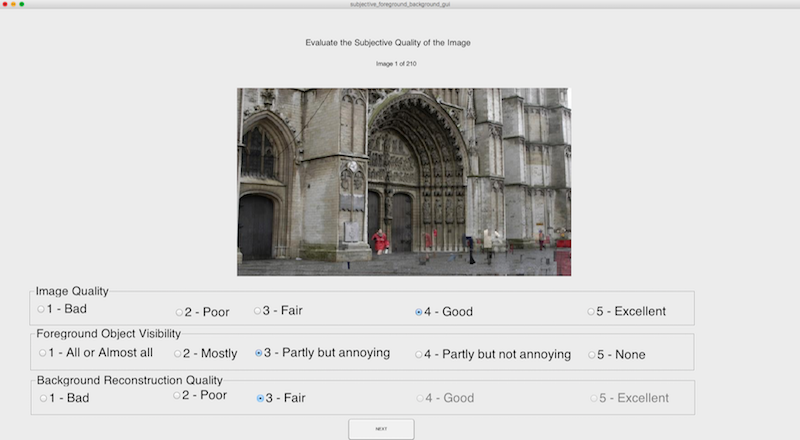 subjective_foreground_background_gui
Evaluate the Subjective Quality of the Image
Image 1 of 210
Image Quality
1 - Bad 2 - Poor 3 - Fair 4 - Good 5 - Excellent
Foreground Object Visibility
1 - All or Almost all 2 - Mostly 3 - Partly but annoying 4 - Partly but not annoying 5 - None
Background Reconstruction Quality
1 - Bad 2 - Poor 3 - Fair 4 - Good 5 - Excellent
NEXT